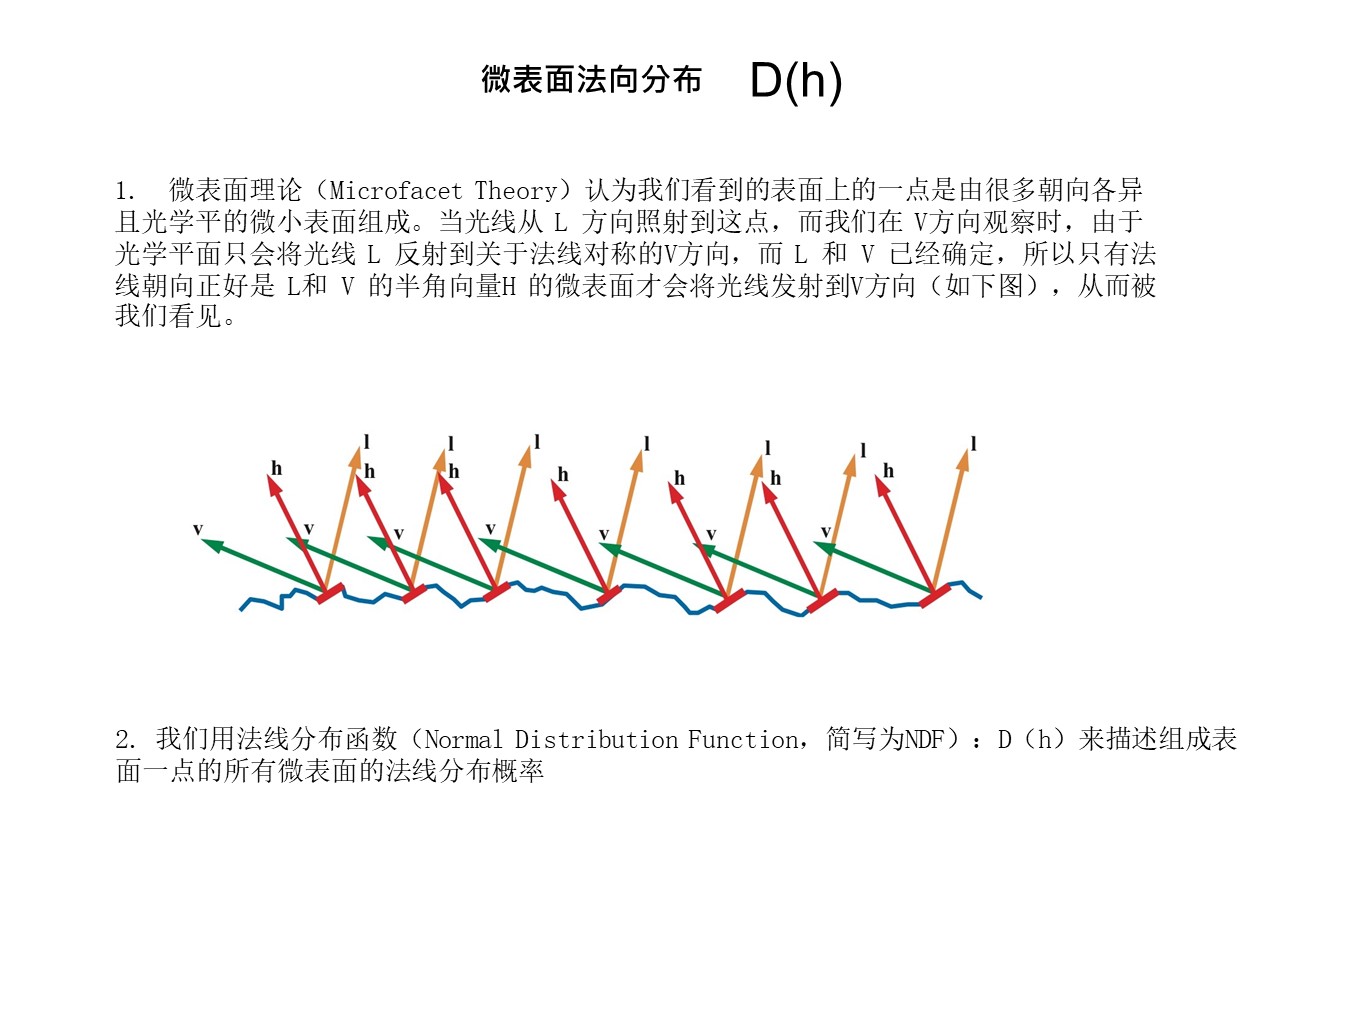 微表面法向分布 D(h)
1. 微表面理论（Microfacet Theory）认为我们看到的表面上的一点是由很多朝向各异
且光学平的微小表面组成。当光线从 L 方向照射到这点，而我们在 V方向观察时，由于
光学平面只会将光线 L 反射到关于法线对称的V方向，而 L 和 V 已经确定，所以只有法
线朝向正好是 L和 V 的半角向量H 的微表面才会将光线发射到V方向（如下图），从而被
我们看见。
l l l l l l l
h h h h h h h
v v v v v v v
2. 我们用法线分布函数（Normal Distribution Function，简写为NDF）：D（h）来描述组成表
面一点的所有微表面的法线分布概率